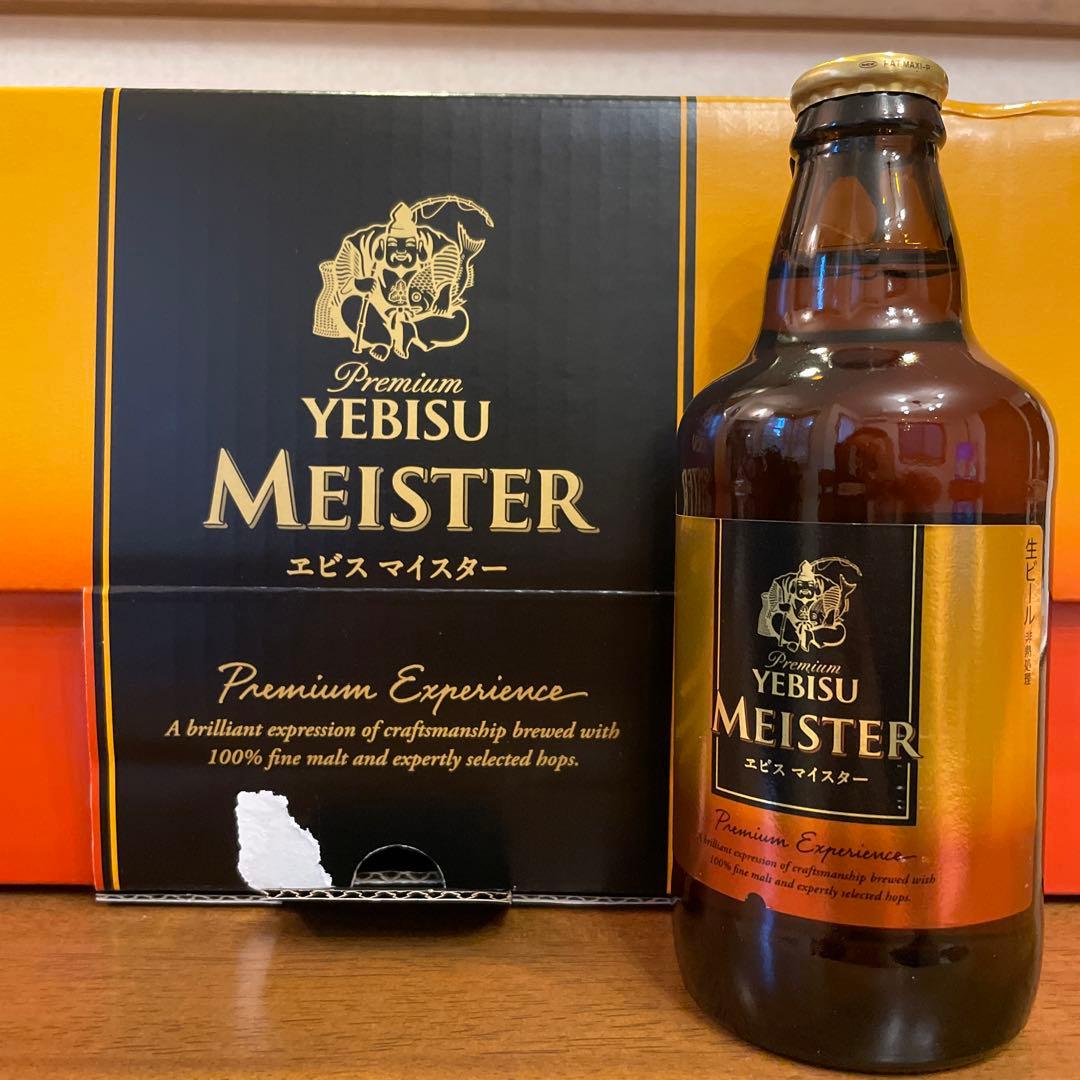 Premium
YEBISU
MEISTER
ヱビス マイスター
Premium Experience
A brilliant expression of craftsmanship brewed with
100% fine malt and expertly selected hops.
生ビール 非熱処理
Premium
YEBISU
MEISTER
ヱビス マイスター
Premium Experience
A brilliant expression of craftsmanship brewed with
100% fine malt and expertly selected hops.